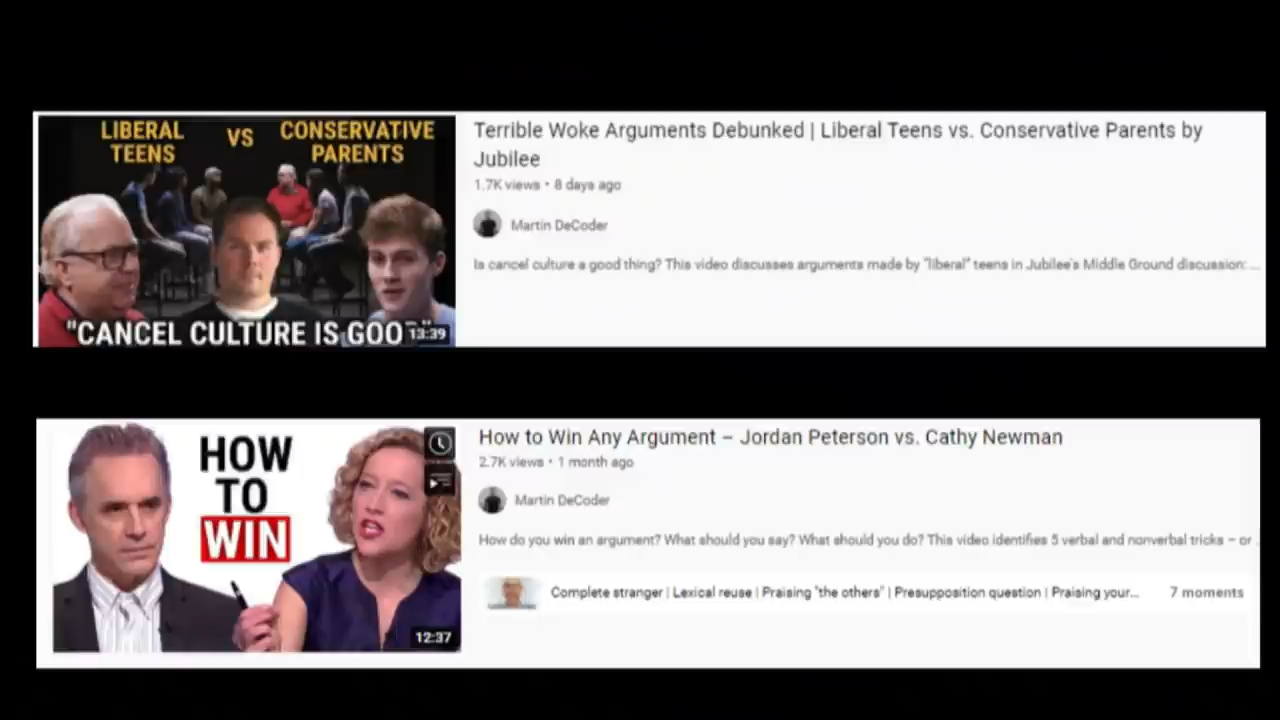 LIBERAL TEENS
VS
CONSERVATIVE PARENTS
"CANCEL CULTURE IS GOO
13:39
Terrible Woke Arguments Debunked | Liberal Teens vs. Conservative Parents by
Jubilee
1.7K views • 8 days ago
Martin DeCoder
Is cancel culture a good thing? This video discusses arguments made by "liberal" teens in Jubilee's Middle Ground discussion: ...
HOW
TO
WIN
12:37
How to Win Any Argument – Jordan Peterson vs. Cathy Newman
2.7K views • 1 month ago
Martin DeCoder
How do you win an argument? What should you say? What should you do? This video identifies 5 verbal and nonverbal tricks – or
Complete stranger | Lexical reuse | Praising "the others" | Presupposition question | Praising your...
7 moments